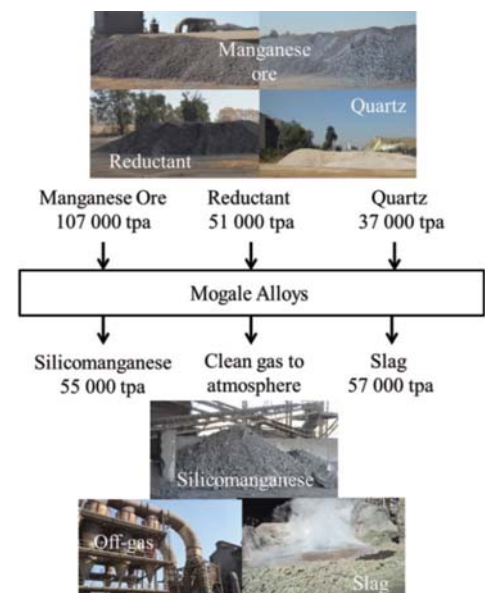 Manganese
ore
Quartz
Reductant
Manganese Ore Reductant Quartz
107 000 tpa 51 000 tpa 37 000 tpa
Mogale Alloys
Silicomanganese Clean gas to Slag
55 000 tpa atmosphere 57 000 tpa
Silicomanganese
Off-gas
Slag